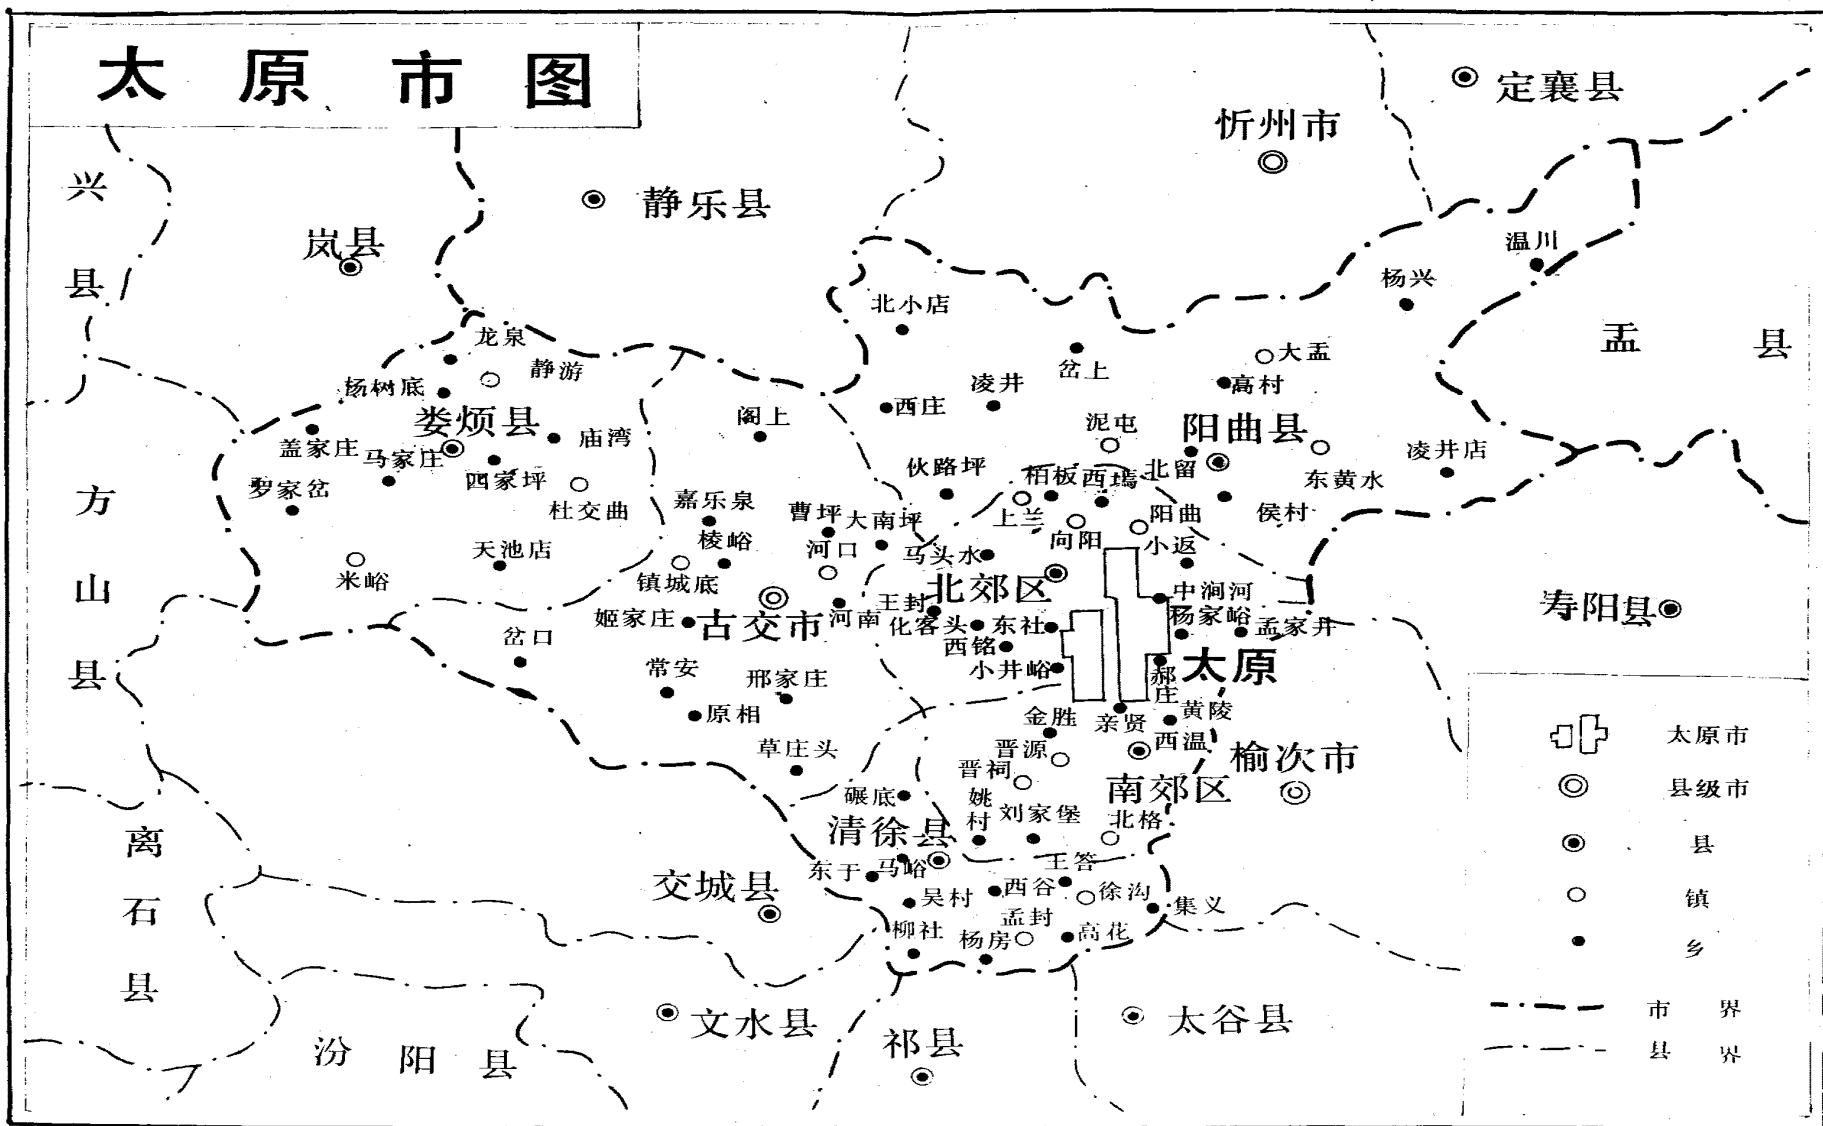 太原市图
定襄县
忻州市
兴县
静乐县
岚县
温川
杨兴
北小店
盂县
龙泉
静游
大盂
岔上
高村
凌井
杨树底
西庄
阁上
娄烦县
泥屯
阳曲县
庙湾
盖家庄
马家庄
凌井店
伙路坪
北留
柏板
西墕
东黄水
罗家岔
四家坪
杜交曲
嘉乐泉
曹坪
大南坪
上兰
阳曲
侯村
方山县
天池店
棱峪
河口
马头水
向阳
小返
米峪
镇城底
北郊区
中涧河
王封
寿阳县
姬家庄
古交市
河南
化客头
东社
杨家峪
孟家井
岔口
西铭
小井峪
太原
常安
邢家庄
郝庄
原相
金胜
亲贤
黄陵
草庄头
晋源
西温
榆次市
晋祠
南郊区
碾底
姚村
刘家堡
北格
清徐县
离石县
东于
马峪
王答
交城县
吴村
西谷
徐沟
集义
孟封
柳社
杨房
高花
文水县
祁县
太谷县
汾阳县
太原市
县级市
县
镇
乡
市界
县界